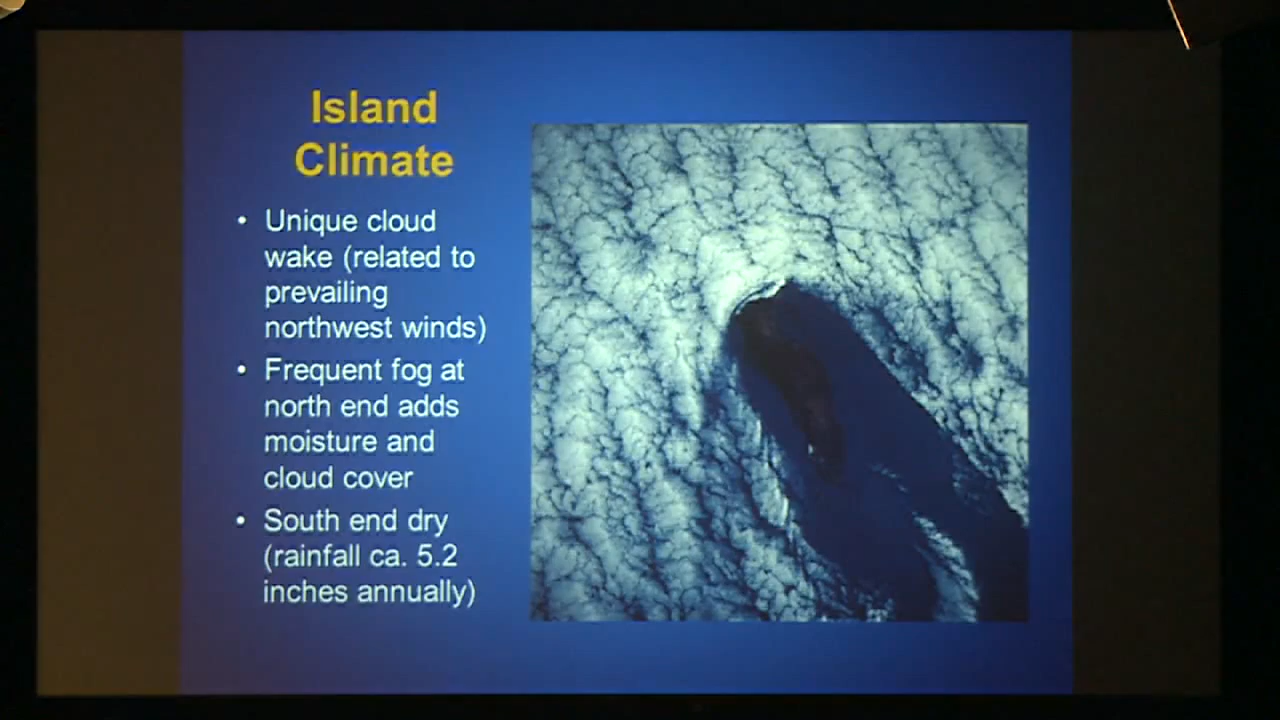 Island
Climate
• Unique cloud
wake (related to
prevailing
northwest winds)
• Frequent fog at
north end adds
moisture and
cloud cover
• South end dry
(rainfall ca. 5.2
inches annually)